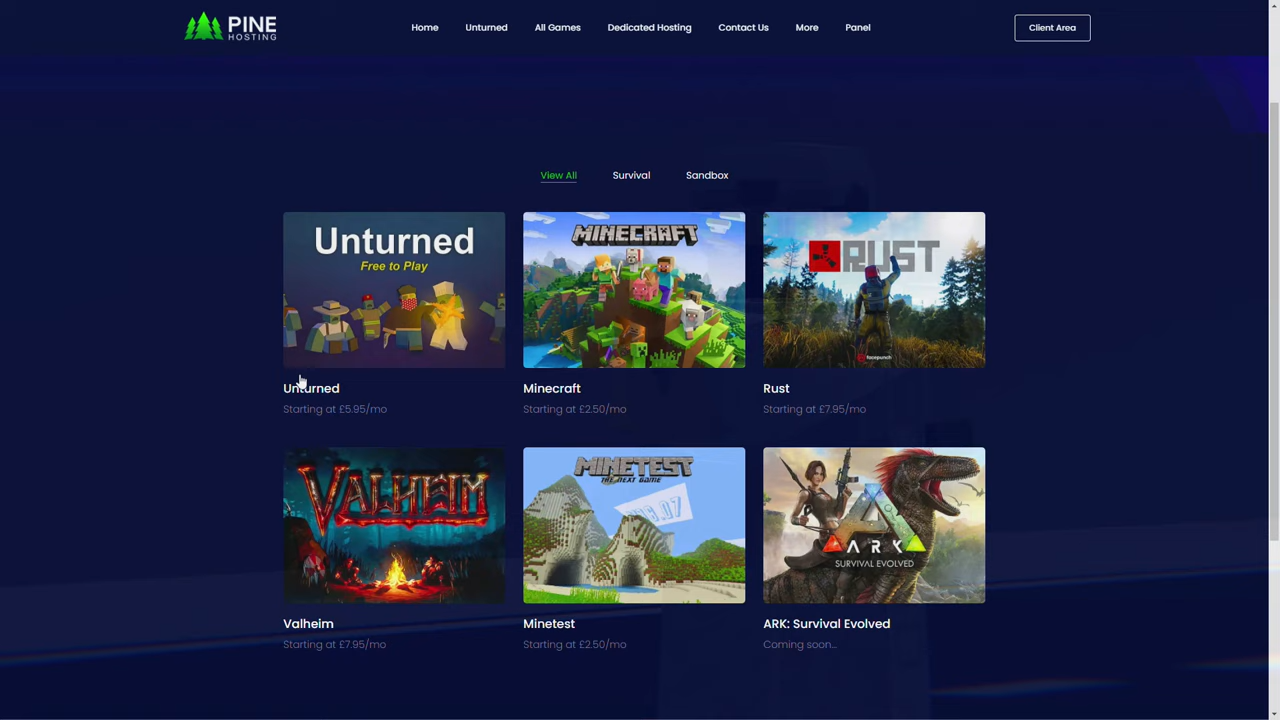 PINE
HOSTING
Home
Unturned
All Games
Dedicated Hosting
Contact Us
More
Panel
Client Area
View All
Survival
Sandbox
Unturned
Free to Play
MINECRAFT
RUST
facepunch
Unturned
Starting at £5.95/mo
Minecraft
Starting at £2.50/mo
Rust
Starting at £7.95/mo
VALHEIM
MINETEST
THE NEXT GAME
ARK
SURVIVAL EVOLVED
Valheim
Starting at £7.95/mo
Minetest
Starting at £2.50/mo
ARK: Survival Evolved
Coming soon...